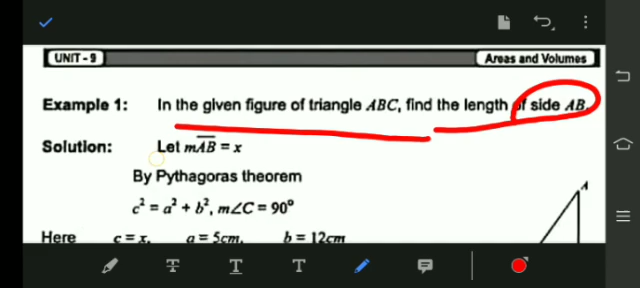 UNIT - 9
Areas and Volumes
Example 1: In the given figure of triangle ABC, find the length of side AB.
Solution: Let mAB = x
By Pythagoras theorem
c² = a² + b², m∠C = 90°
A
Here c = x, a = 5cm, b = 12cm
T T T